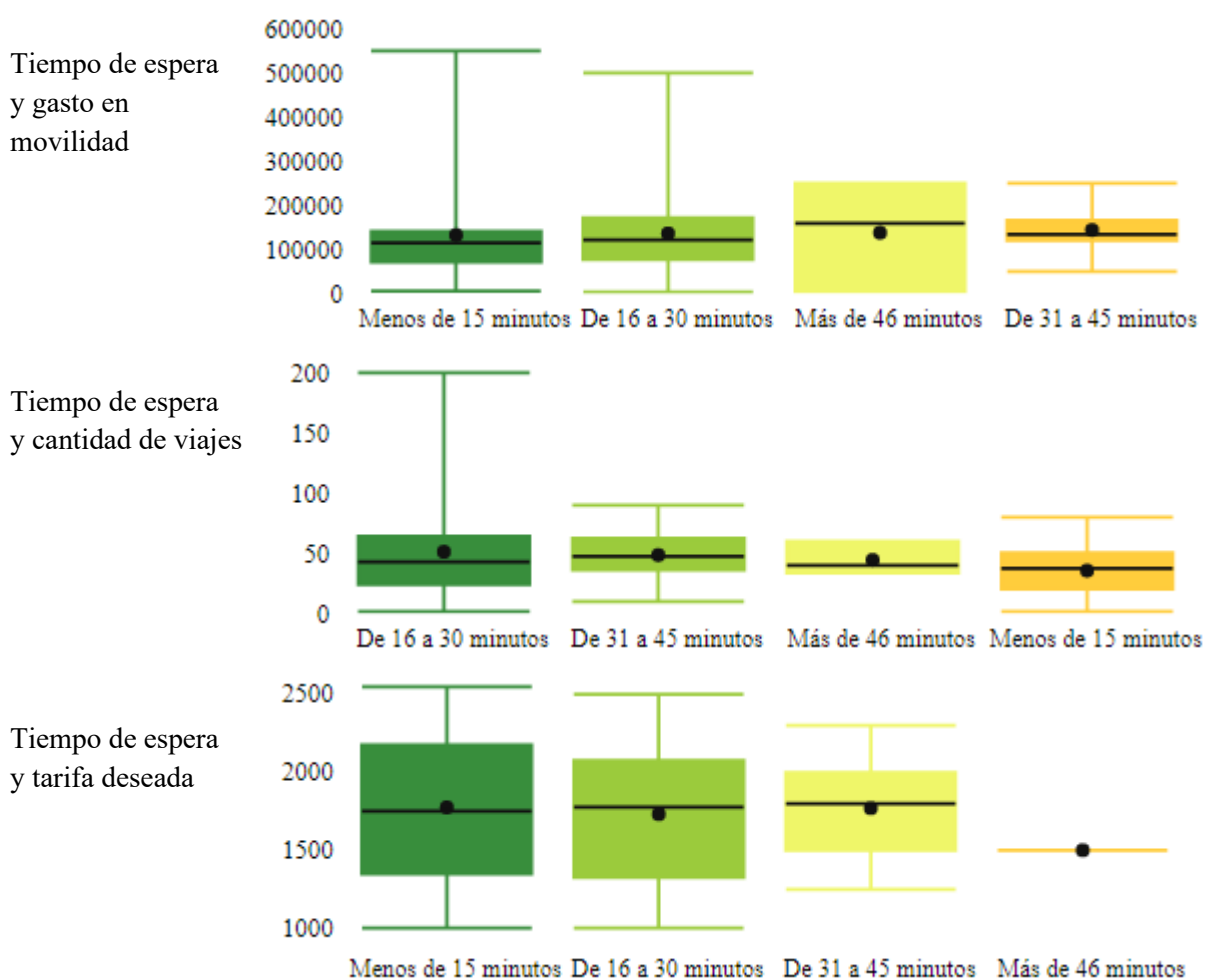 Tiempo de espera
y gasto en
movilidad
600000
500000
400000
300000
200000
100000
0
Menos de 15 minutos De 16 a 30 minutos Más de 46 minutos De 31 a 45 minutos
Tiempo de espera
y cantidad de viajes
200
150
100
50
0
De 16 a 30 minutos De 31 a 45 minutos Más de 46 minutos Menos de 15 minutos
Tiempo de espera
y tarifa deseada
2500
2000
1500
1000
Menos de 15 minutos De 16 a 30 minutos De 31 a 45 minutos Más de 46 minutos